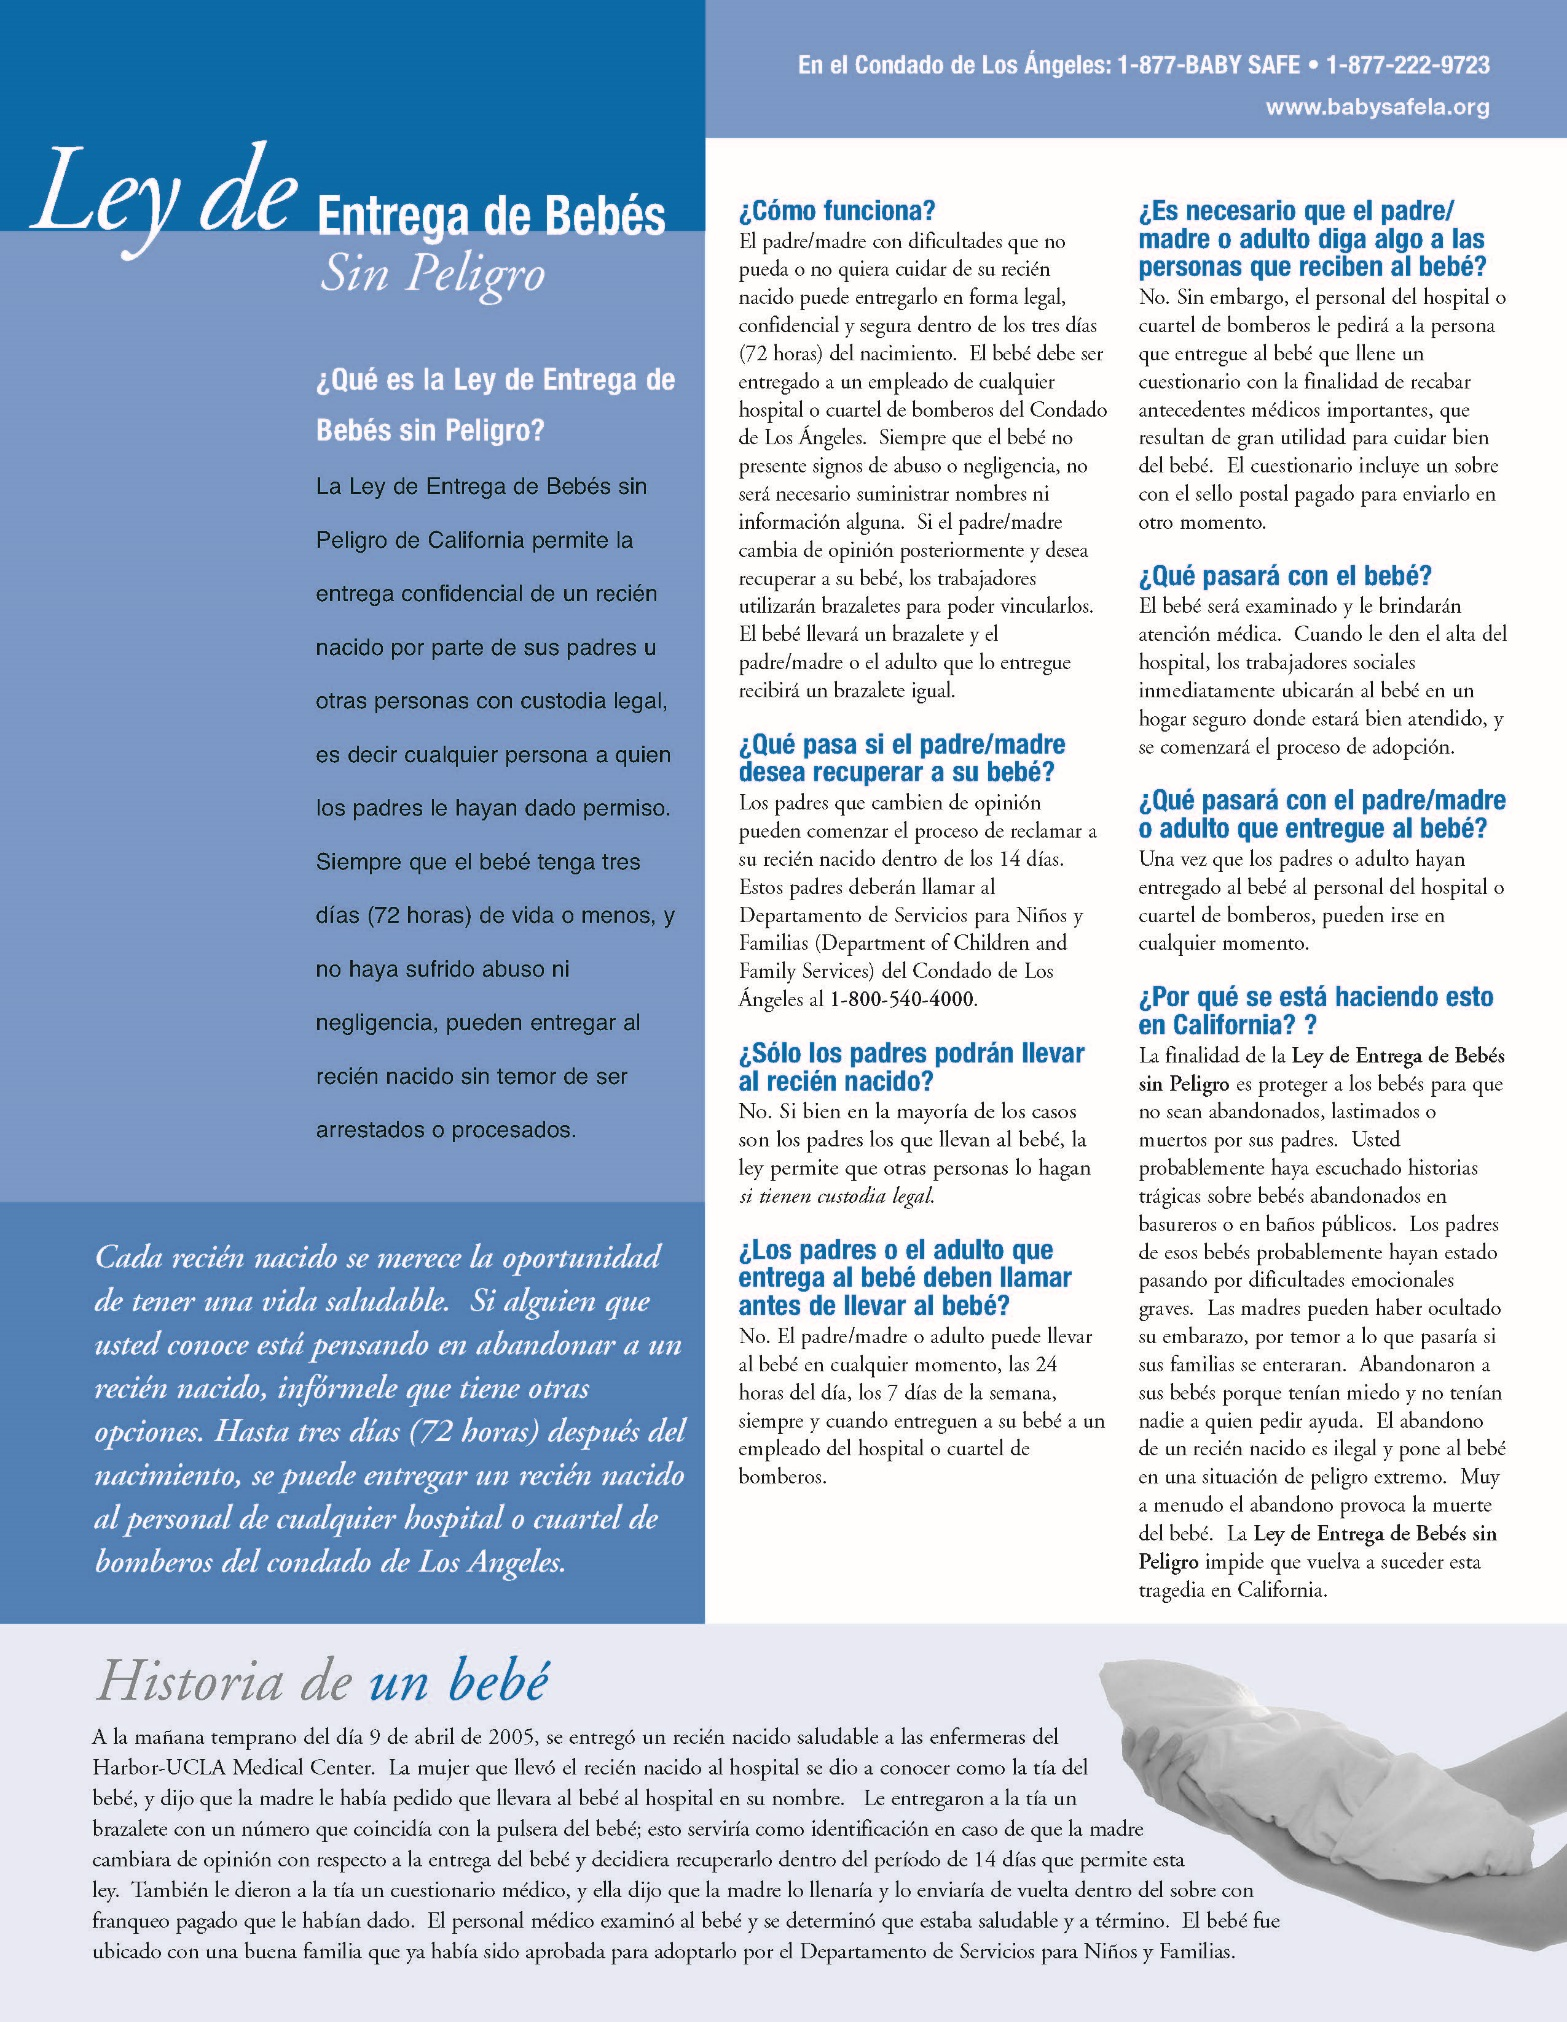 En el Condado de Los Ángeles: 1-877-BABY SAFE • 1-877-222-9723
www.babysafela.org
Ley de Entrega de Bebés
Sin Peligro
¿Qué es la Ley de Entrega de
Bebés sin Peligro?
La Ley de Entrega de Bebés sin
Peligro de California permite la
entrega confidencial de un recién
nacido por parte de sus padres u
otras personas con custodia legal,
es decir cualquier persona a quien
los padres le hayan dado permiso.
Siempre que el bebé tenga tres
días (72 horas) de vida o menos, y
no haya sufrido abuso ni
negligencia, pueden entregar al
recién nacido sin temor de ser
arrestados o procesados.
Cada recién nacido se merece la oportunidad
de tener una vida saludable.  Si alguien que
usted conoce está pensando en abandonar a un
recién nacido, infórmele que tiene otras
opciones. Hasta tres días (72 horas) después del
nacimiento, se puede entregar un recién nacido
al personal de cualquier hospital o cuartel de
bomberos del condado de Los Angeles.
¿Cómo funciona?
El padre/madre con dificultades que no
pueda o no quiera cuidar de su recién
nacido puede entregarlo en forma legal,
confidencial y segura dentro de los tres días
(72 horas) del nacimiento.  El bebé debe ser
entregado a un empleado de cualquier
hospital o cuartel de bomberos del Condado
de Los Ángeles.  Siempre que el bebé no
presente signos de abuso o negligencia, no
será necesario suministrar nombres ni
información alguna.  Si el padre/madre
cambia de opinión posteriormente y desea
recuperar a su bebé, los trabajadores
utilizarán brazaletes para poder vincularlos.
El bebé llevará un brazalete y el
padre/madre o el adulto que lo entregue
recibirá un brazalete igual.
¿Qué pasa si el padre/madre
desea recuperar a su bebé?
Los padres que cambien de opinión
pueden comenzar el proceso de reclamar a
su recién nacido dentro de los 14 días.
Estos padres deberán llamar al
Departamento de Servicios para Niños y
Familias (Department of Children and
Family Services) del Condado de Los
Ángeles al 1-800-540-4000.
¿Sólo los padres podrán llevar
al recién nacido?
No. Si bien en la mayoría de los casos
son los padres los que llevan al bebé, la
ley permite que otras personas lo hagan
si tienen custodia legal.
¿Los padres o el adulto que
entrega al bebé deben llamar
antes de llevar al bebé?
No. El padre/madre o adulto puede llevar
al bebé en cualquier momento, las 24
horas del día, los 7 días de la semana,
siempre y cuando entreguen a su bebé a un
empleado del hospital o cuartel de
bomberos.
¿Es necesario que el padre/
madre o adulto diga algo a las
personas que reciben al bebé?
No. Sin embargo, el personal del hospital o
cuartel de bomberos le pedirá a la persona
que entregue al bebé que llene un
cuestionario con la finalidad de recabar
antecedentes médicos importantes, que
resultan de gran utilidad para cuidar bien
del bebé.  El cuestionario incluye un sobre
con el sello postal pagado para enviarlo en
otro momento.
¿Qué pasará con el bebé?
El bebé será examinado y le brindarán
atención médica.  Cuando le den el alta del
hospital, los trabajadores sociales
inmediatamente ubicarán al bebé en un
hogar seguro donde estará bien atendido, y
se comenzará el proceso de adopción.
¿Qué pasará con el padre/madre
o adulto que entregue al bebé?
Una vez que los padres o adulto hayan
entregado al bebé al personal del hospital o
cuartel de bomberos, pueden irse en
cualquier momento.
¿Por qué se está haciendo esto
en California? ?
La finalidad de la Ley de Entrega de Bebés
sin Peligro es proteger a los bebés para que
no sean abandonados, lastimados o
muertos por sus padres.  Usted
probablemente haya escuchado historias
trágicas sobre bebés abandonados en
basureros o en baños públicos.  Los padres
de esos bebés probablemente hayan estado
pasando por dificultades emocionales
graves.  Las madres pueden haber ocultado
su embarazo, por temor a lo que pasaría si
sus familias se enteraran.  Abandonaron a
sus bebés porque tenían miedo y no tenían
nadie a quien pedir ayuda.  El abandono
de un recién nacido es ilegal y pone al bebé
en una situación de peligro extremo.  Muy
a menudo el abandono provoca la muerte
del bebé.  La Ley de Entrega de Bebés sin
Peligro impide que vuelva a suceder esta
tragedia en California.
Historia de un bebé
A la mañana temprano del día 9 de abril de 2005, se entregó un recién nacido saludable a las enfermeras del
Harbor-UCLA Medical Center.  La mujer que llevó el recién nacido al hospital se dio a conocer como la tía del
bebé, y dijo que la madre le había pedido que llevara al bebé al hospital en su nombre.   Le entregaron a la tía un
brazalete con un número que coincidía con la pulsera del bebé; esto serviría como identificación en caso de que la madre
cambiara de opinión con respecto a la entrega del bebé y decidiera recuperarlo dentro del período de 14 días que permite esta
ley.  También le dieron a la tía un cuestionario médico, y ella dijo que la madre lo llenaría y lo enviaría de vuelta dentro del sobre con
franqueo pagado que le habían dado.  El personal médico examinó al bebé y se determinó que estaba saludable y a término.  El bebé fue
ubicado con una buena familia que ya había sido aprobada para adoptarlo por el Departamento de Servicios para Niños y Familias.